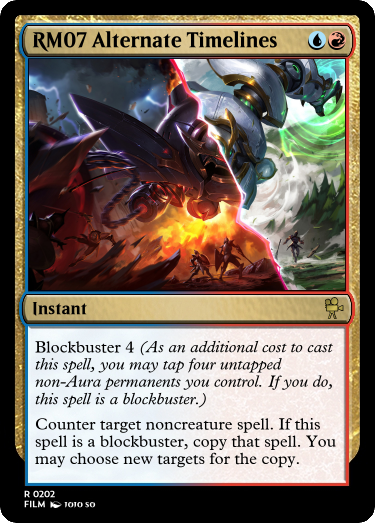 RM07 Alternate Timelines
Instant
Blockbuster 4 (As an additional cost to cast
this spell, you may tap four untapped
non-Aura permanents you control. If you do,
this spell is a blockbuster.)
Counter target noncreature spell. If this
spell is a blockbuster, copy that spell. You
may choose new targets for the copy.
R 0202
FILM JOJO SO